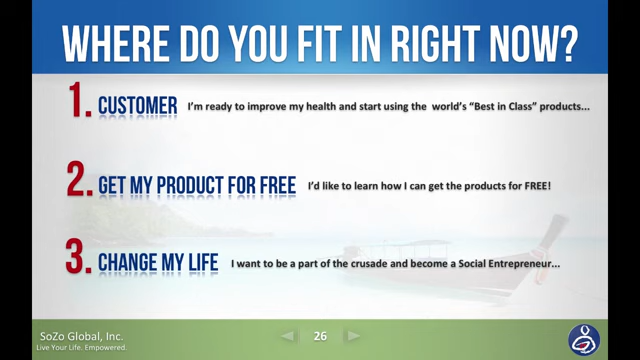 WHERE DO YOU FIT IN RIGHT NOW?
1. CUSTOMER I'm ready to improve my health and start using the world's “Best in Class” products...
2. GET MY PRODUCT FOR FREE I'd like to learn how I can get the products for FREE!
3. CHANGE MY LIFE I want to be a part of the crusade and become a Social Entrepreneur...
SoZo Global, Inc.
Live Your Life. Empowered.
26